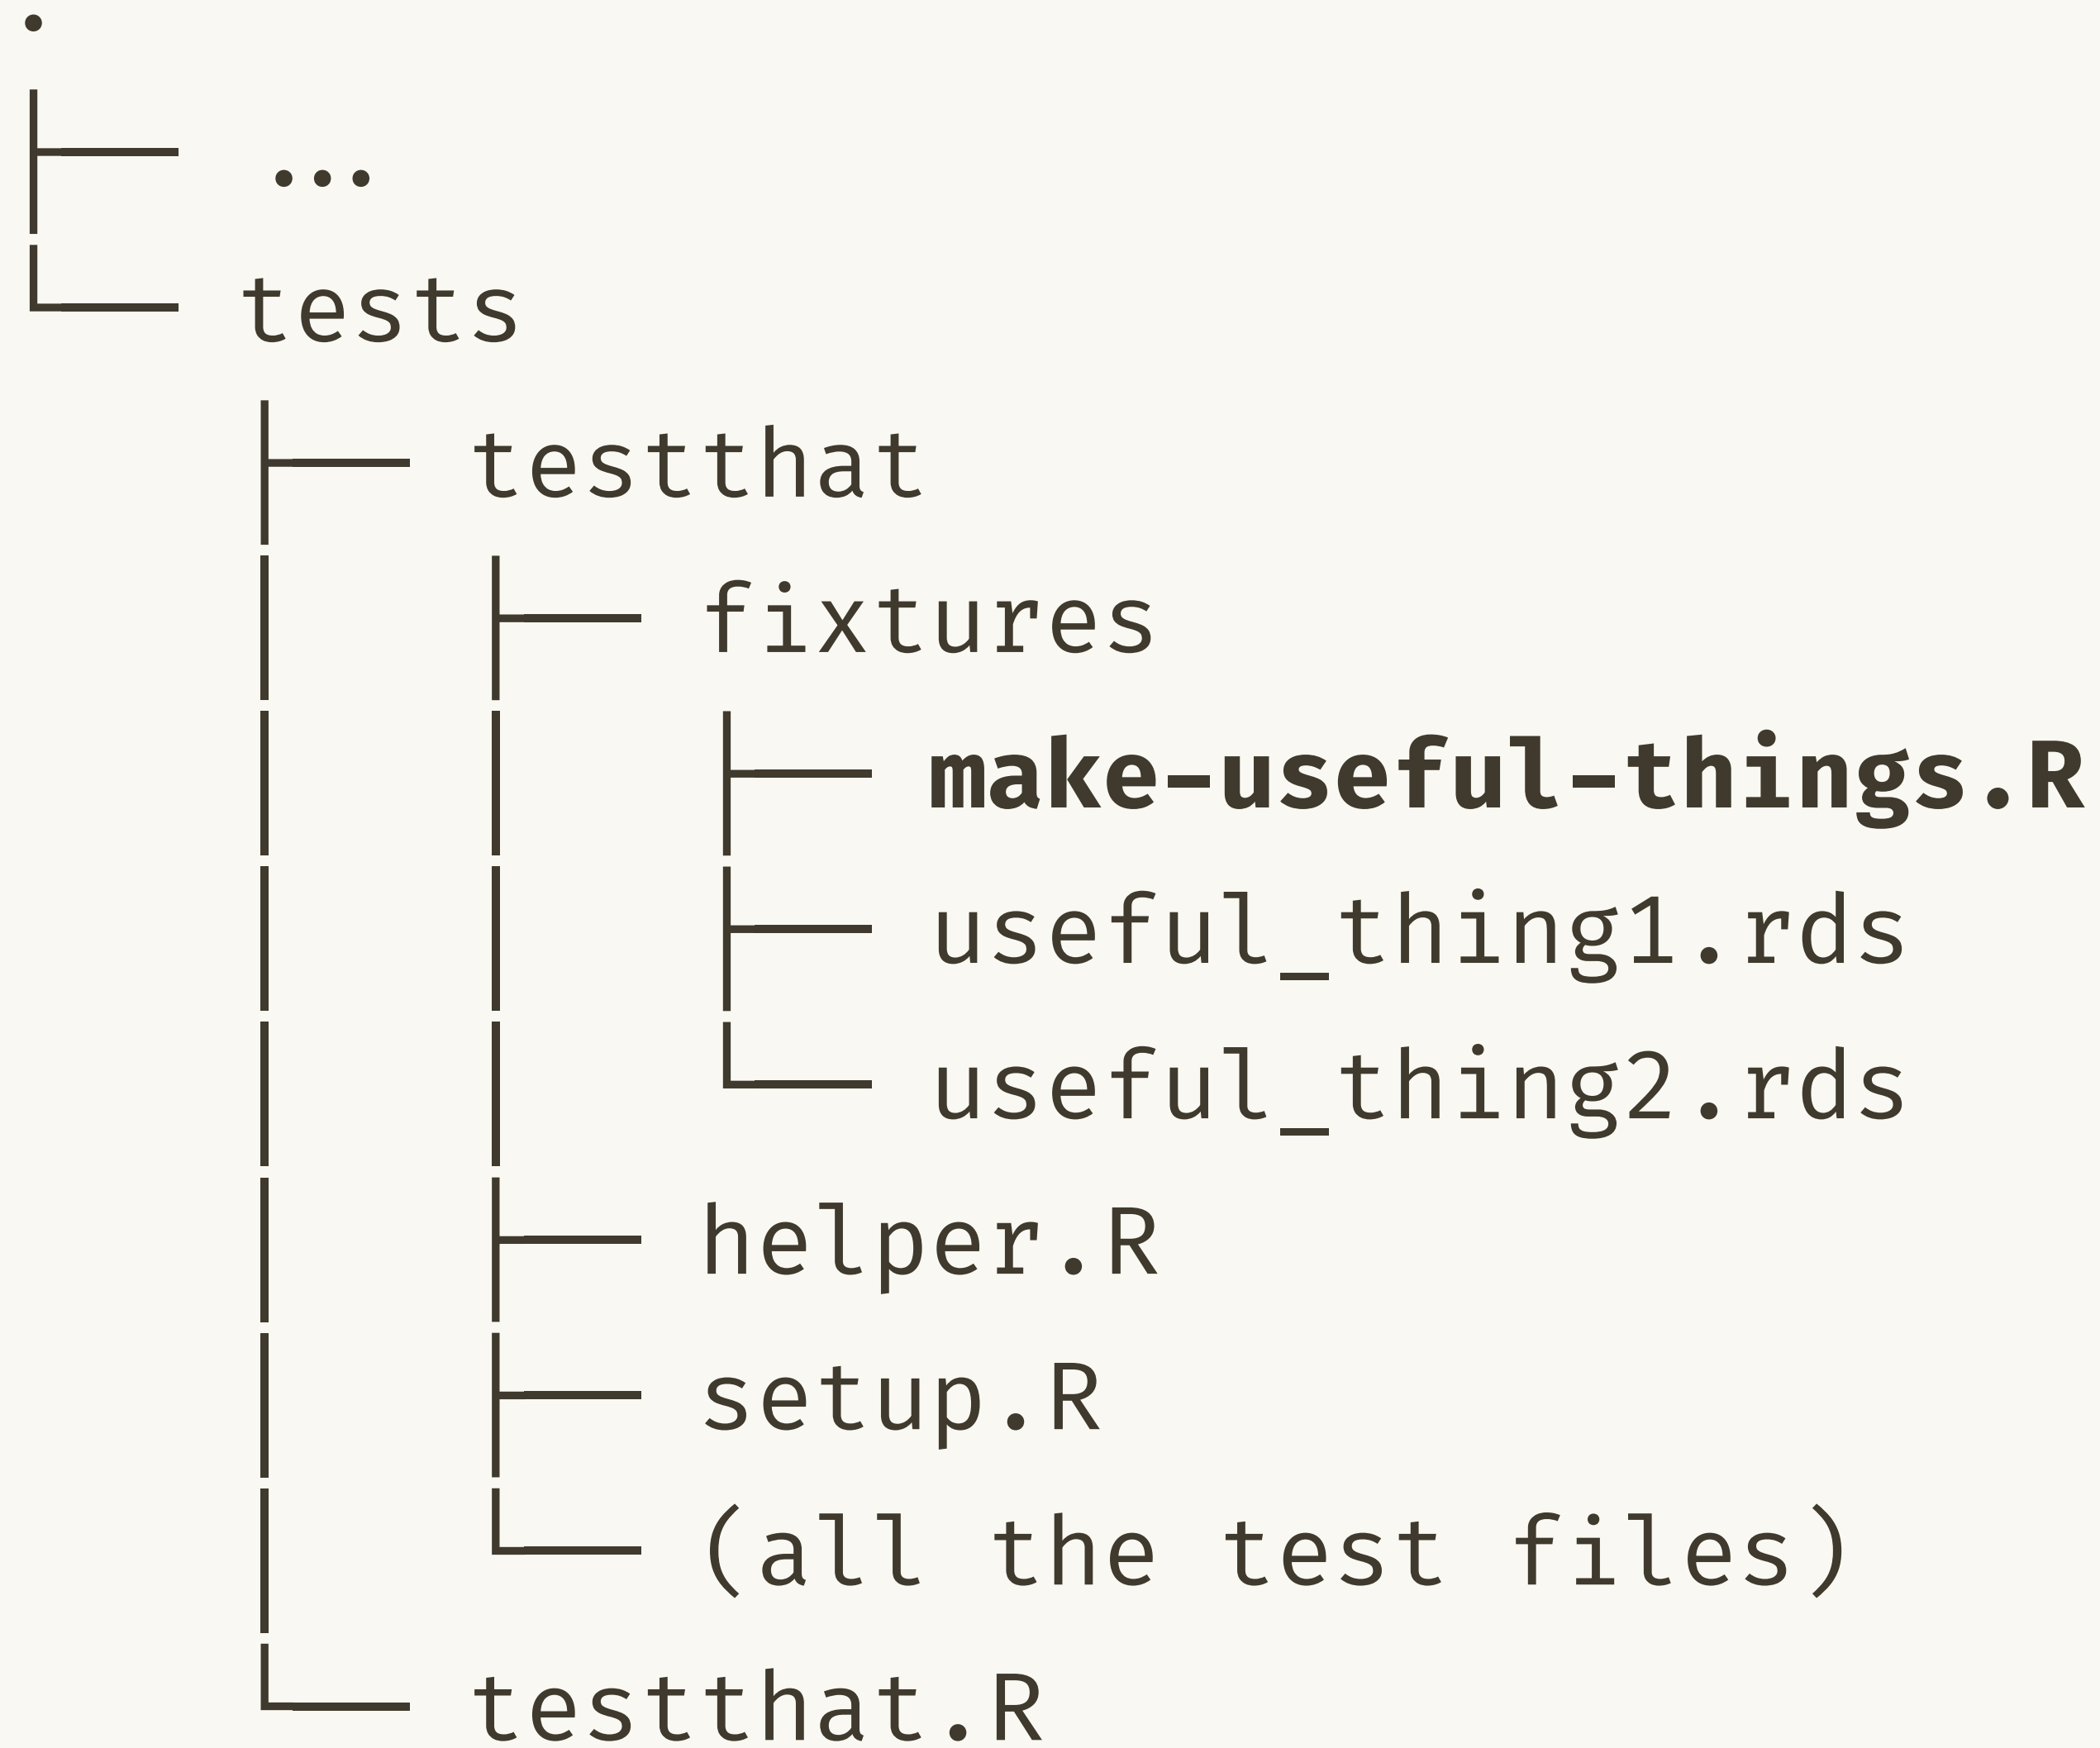 .
├── ...
└── tests
    ├── testthat
    │   ├── fixtures
    │   │   ├── make-useful-things.R
    │   │   ├── useful_thing1.rds
    │   │   └── useful_thing2.rds
    │   ├── helper.R
    │   ├── setup.R
    │   └── (all the test files)
    └── testthat.R